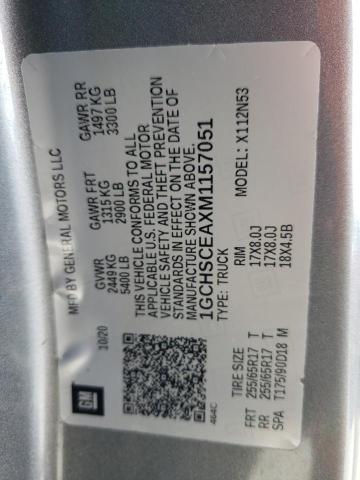 GM
MFD BY GENERAL MOTORS LLC
10/20
GVWR GAWR FRT GAWR RR
2449 KG 1315 KG 1497 KG
5400 LB 2900 LB 3300 LB
THIS VEHICLE CONFORMS TO ALL
APPLICABLE U.S. FEDERAL MOTOR
VEHICLE SAFETY AND THEFT PREVENTION
STANDARDS IN EFFECT ON THE DATE OF
MANUFACTURE SHOWN ABOVE.
1GCHSCEAXM1157051
TYPE: TRUCK MODEL: X112N53
464C
TIRE SIZE RIM
FRT 255/65R17 T 17X8.0J
RR 255/65R17 T 17X8.0J
SPA T175/90D18 M 18X4.5B